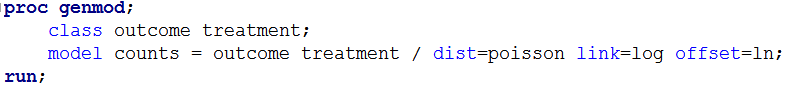 proc genmod;
class outcome treatment;
model counts = outcome treatment / dist=poisson link=log offset=ln;
run;